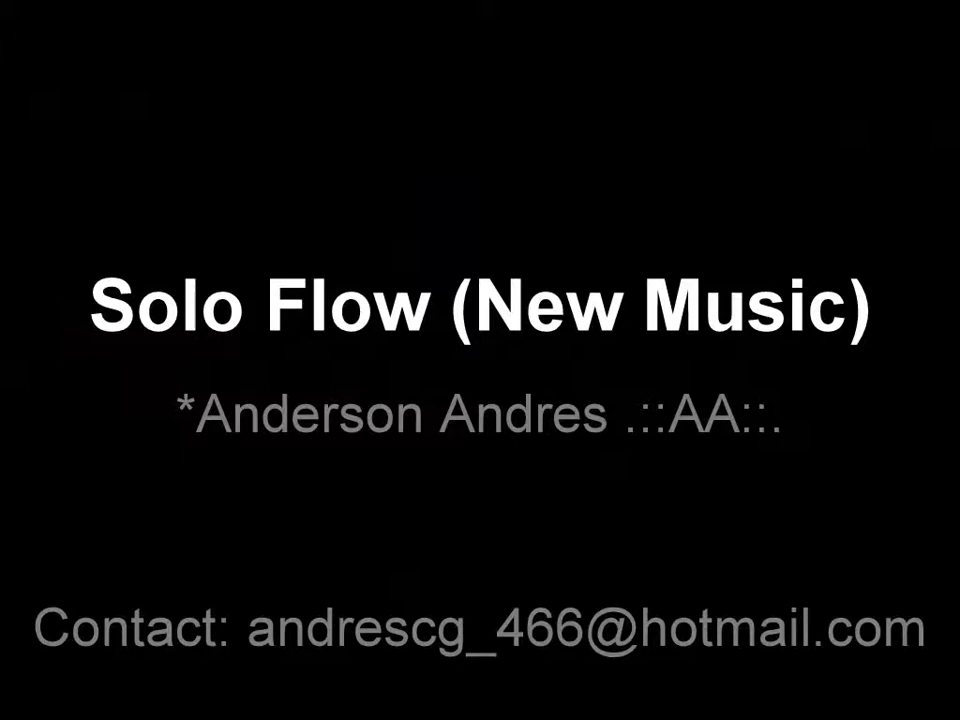 Solo Flow (New Music)
*Anderson Andres .::AA::.
Contact: andrescg_466@hotmail.com